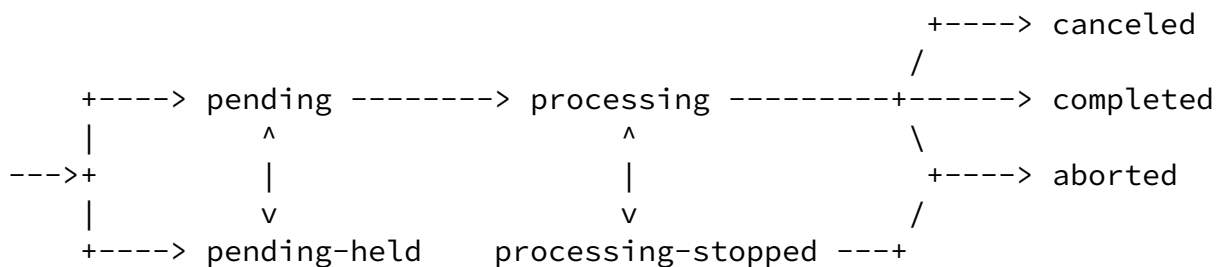 +----> canceled
                                                        /
    +----> pending --------> processing ---------+------> completed
    |         ^                   ^               \
--->+         |                   |                +----> aborted
    |         v                   v               /
    +----> pending-held    processing-stopped ---+